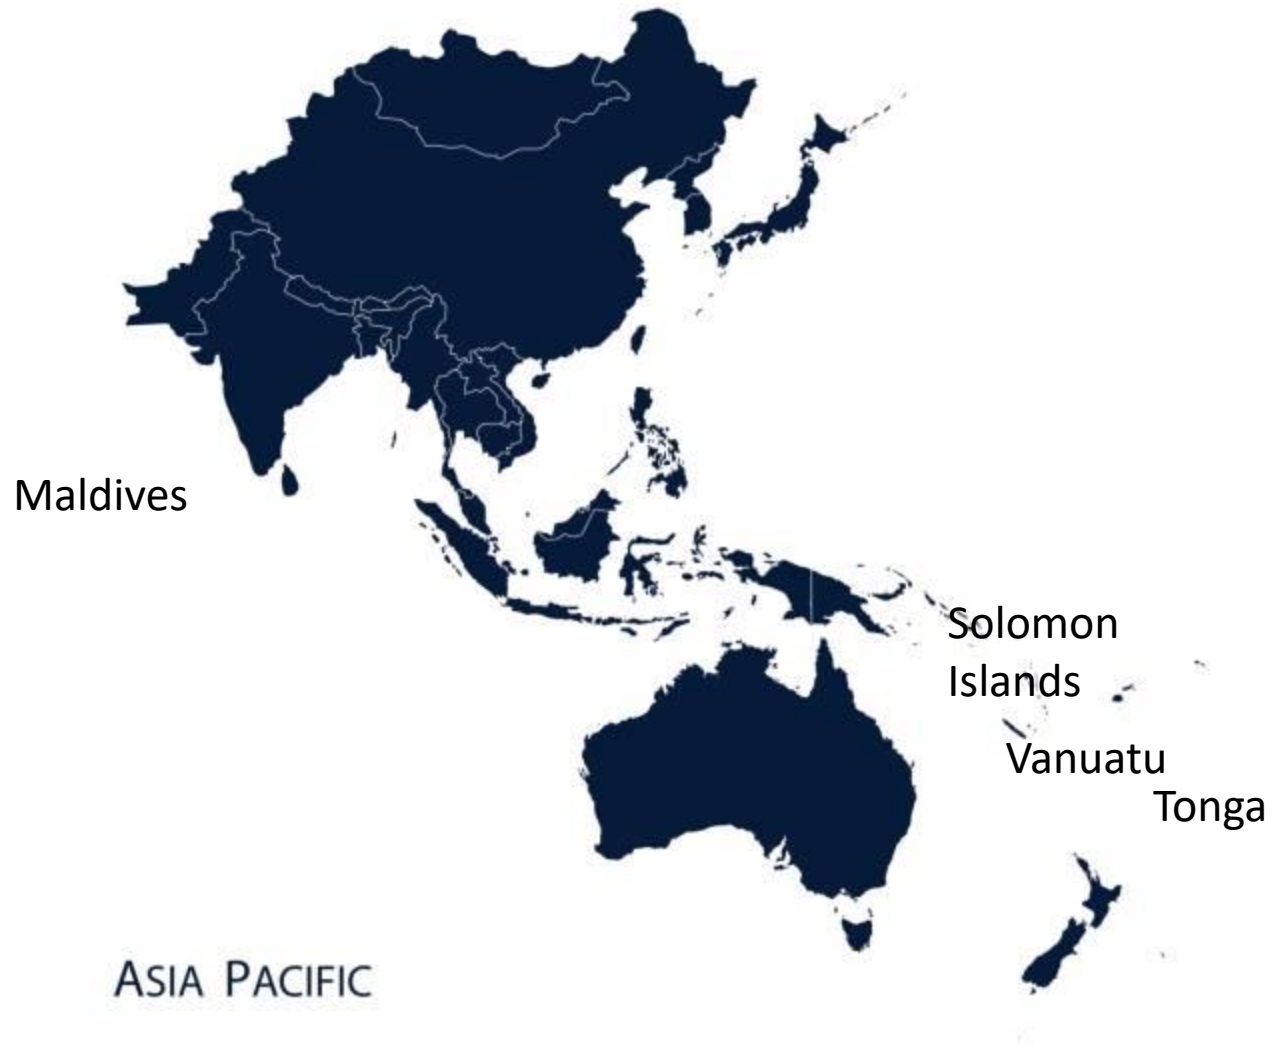 Maldives
Solomon
Islands
Vanuatu
Tonga
ASIA PACIFIC